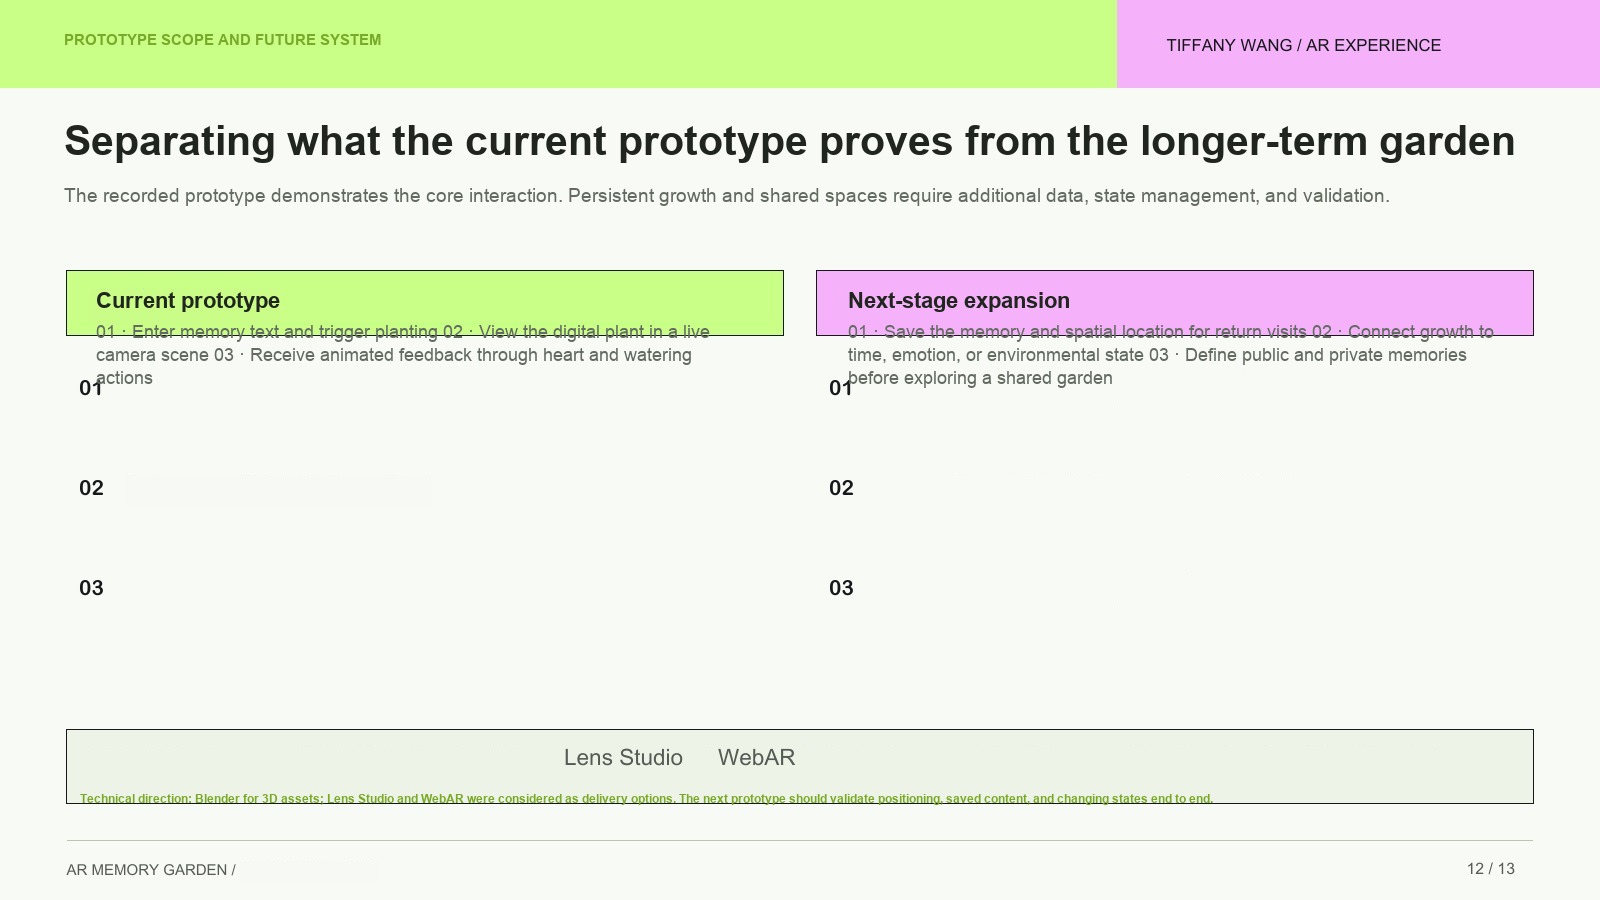 PROTOTYPE SCOPE AND FUTURE SYSTEM
TIFFANY WANG / AR EXPERIENCE
Separating what the current prototype proves from the longer-term garden
The recorded prototype demonstrates the core interaction. Persistent growth and shared spaces require additional data, state management, and validation.
Current prototype
01 · Enter memory text and trigger planting 02 · View the digital plant in a live
camera scene 03 · Receive animated feedback through heart and watering
actions
01
02
03
Next-stage expansion
01 · Save the memory and spatial location for return visits 02 · Connect growth to
time, emotion, or environmental state 03 · Define public and private memories
before exploring a shared garden
01
02
03
Lens Studio WebAR
Technical direction: Blender for 3D assets; Lens Studio and WebAR were considered as delivery options. The next prototype should validate positioning, saved content, and changing states end to end.
AR MEMORY GARDEN /
12 / 13